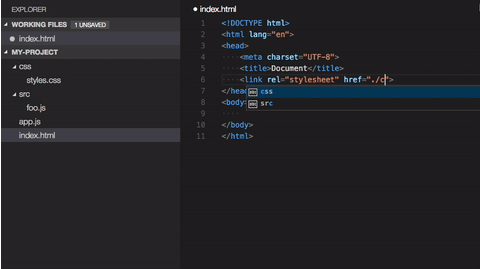 EXPLORER
WORKING FILES 1 UNSAVED
index.html
MY-PROJECT
css
styles.css
src
foo.js
app.js
index.html
index.html
1 <!DOCTYPE html>
2 <html lang="en">
3 <head>
4 <meta charset="UTF-8">
5 <title>Document</title>
6 <link rel="stylesheet" href="./c">
7 </head
abc css
8 <body>
abc src
9
10 </body>
11 </html>